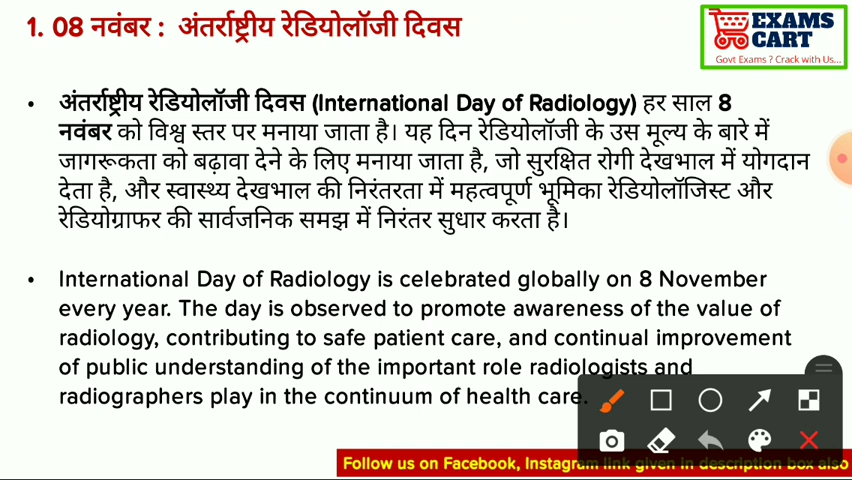 1. 08 नवंबर : अंतर्राष्ट्रीय रेडियोलॉजी दिवस
EXAMS
CART
Govt Exams ? Crack with Us...
• अंतर्राष्ट्रीय रेडियोलॉजी दिवस (International Day of Radiology) हर साल 8
नवंबर को विश्व स्तर पर मनाया जाता है। यह दिन रेडियोलॉजी के उस मूल्य के बारे में
जागरूकता को बढ़ावा देने के लिए मनाया जाता है, जो सुरक्षित रोगी देखभाल में योगदान
देता है, और स्वास्थ्य देखभाल की निरंतरता में महत्वपूर्ण भूमिका रेडियोलॉजिस्ट और
रेडियोग्राफर की सार्वजनिक समझ में निरंतर सुधार करता है।
• International Day of Radiology is celebrated globally on 8 November
every year. The day is observed to promote awareness of the value of
radiology, contributing to safe patient care, and continual improvement
of public understanding of the important role radiologists and
radiographers play in the continuum of health care.
Follow us on Facebook, Instagram link given in description box also